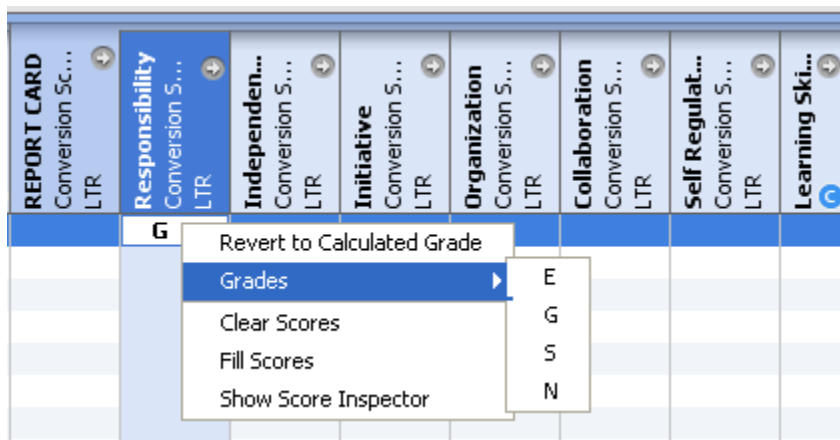 REPORT CARD
Conversion Sc...
LTR
Responsibility
Conversion S...
LTR
Independen...
Conversion S...
LTR
Initiative
Conversion S...
LTR
Organization
Conversion S...
LTR
Collaboration
Conversion S...
LTR
Self Regulat...
Conversion S...
LTR
Learning Ski...
C
G
Revert to Calculated Grade
Grades
Clear Scores
Fill Scores
Show Score Inspector
E
G
S
N